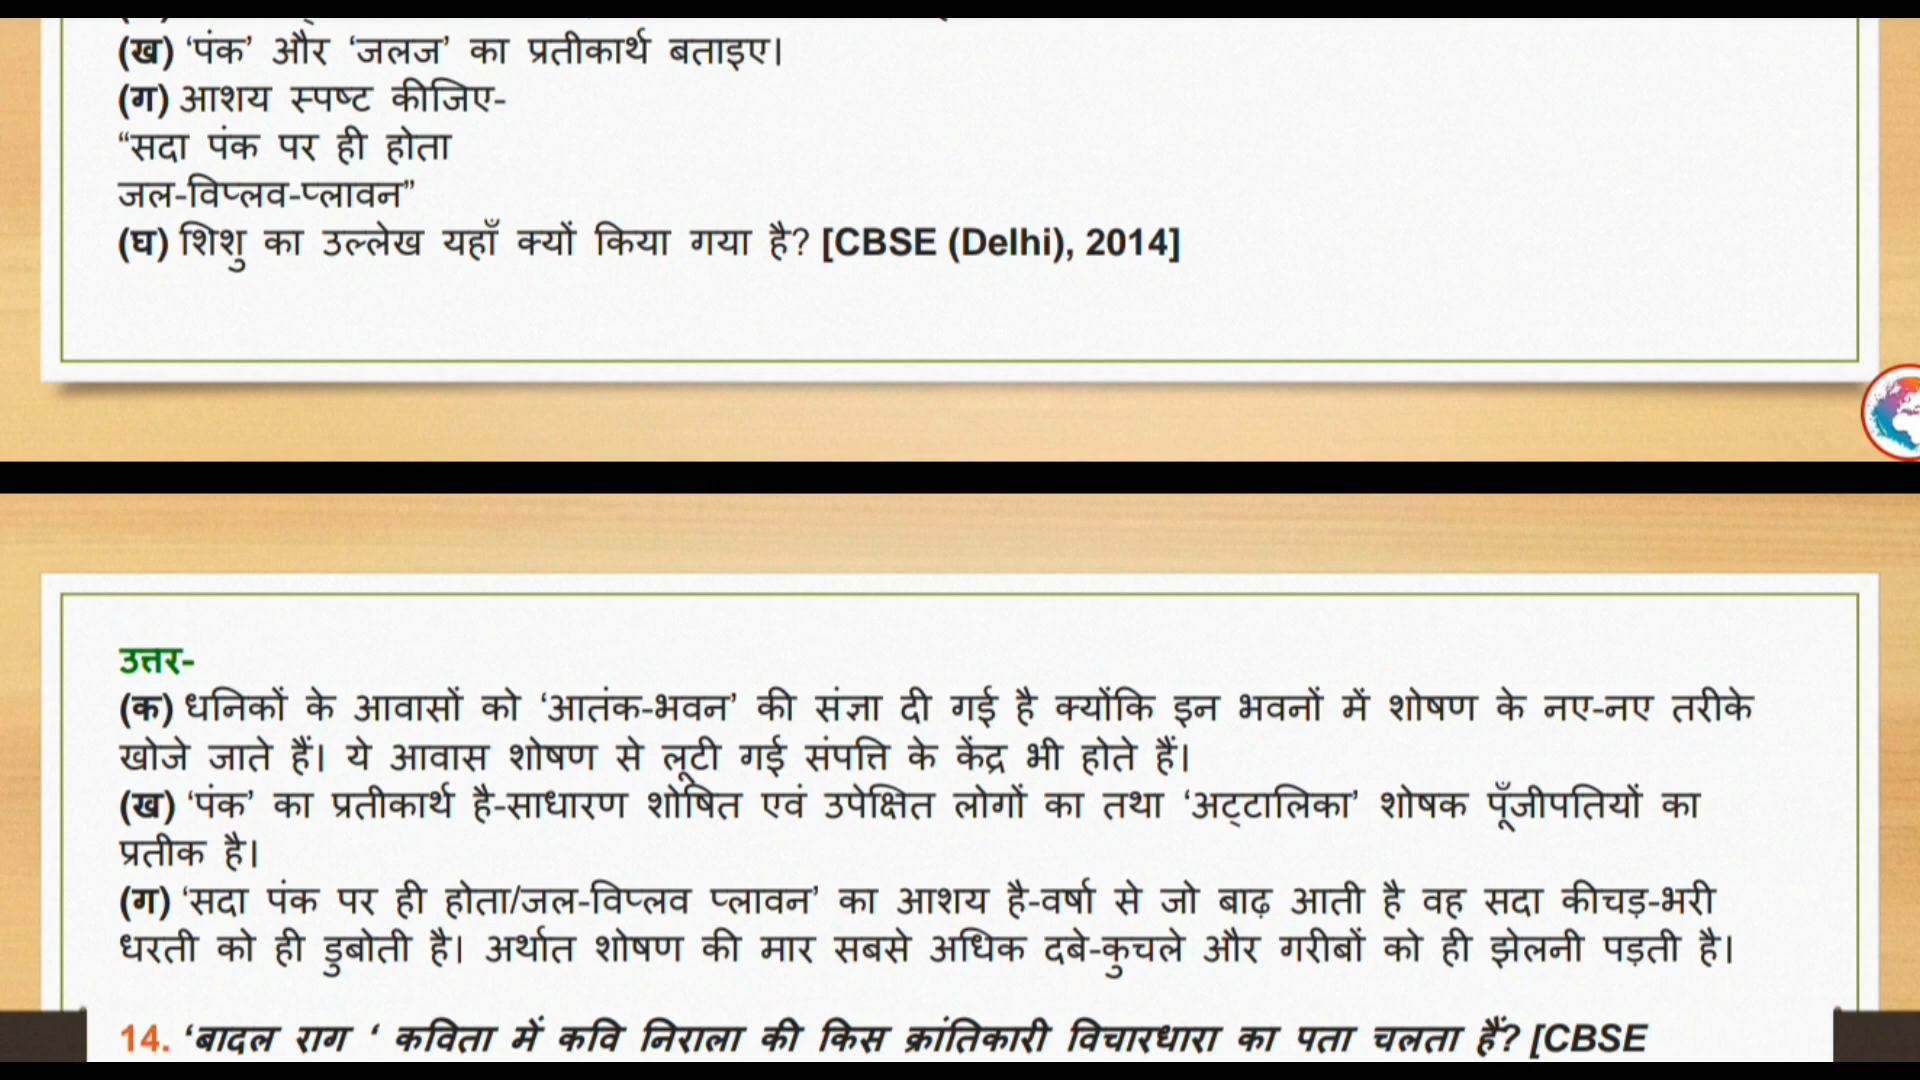 (ख) ‘पंक’ और ‘जलज’ का प्रतीकार्थ बताइए।
(ग) आशय स्पष्ट कीजिए-
“सदा पंक पर ही होता
जल-विप्लव-प्लावन”
(घ) शिशु का उल्लेख यहाँ क्यों किया गया है? [CBSE (Delhi), 2014]
उत्तर-
(क) धनिकों के आवासों को ‘आतंक-भवन’ की संज्ञा दी गई है क्योंकि इन भवनों में शोषण के नए-नए तरीके
खोजे जाते हैं। ये आवास शोषण से लूटी गई संपत्ति के केंद्र भी होते हैं।
(ख) ‘पंक’ का प्रतीकार्थ है-साधारण शोषित एवं उपेक्षित लोगों का तथा ‘अट्टालिका’ शोषक पूँजीपतियों का
प्रतीक है।
(ग) ‘सदा पंक पर ही होता/जल-विप्लव प्लावन’ का आशय है-वर्षा से जो बाढ़ आती है वह सदा कीचड़-भरी
धरती को ही डुबोती है। अर्थात शोषण की मार सबसे अधिक दबे-कुचले और गरीबों को ही झेलनी पड़ती है।
14. ‘बादल राग ‘ कविता में कवि निराला की किस क्रांतिकारी विचारधारा का पता चलता हैं? [CBSE